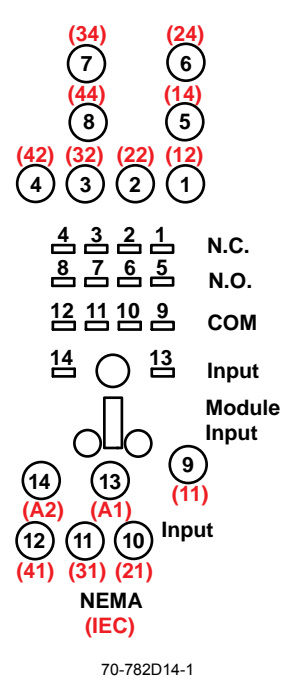 (34) (24)
7 6
(44) (14)
8 5
(42) (32) (22) (12)
4 3 2 1
4 3 2 1 N.C.
8 7 6 5 N.O.
12 11 10 9 COM
14 13 Input
Module
Input
9
14 13
(11)
(A2) (A1)
Input
12 11 10
(41) (31) (21)
NEMA
(IEC)
70-782D14-1